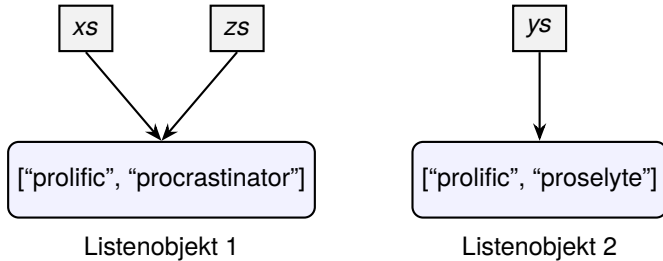 xs zs ys
[“prolific”, “procrastinator”] [“prolific”, “proselyte”]
Listenobjekt 1 Listenobjekt 2